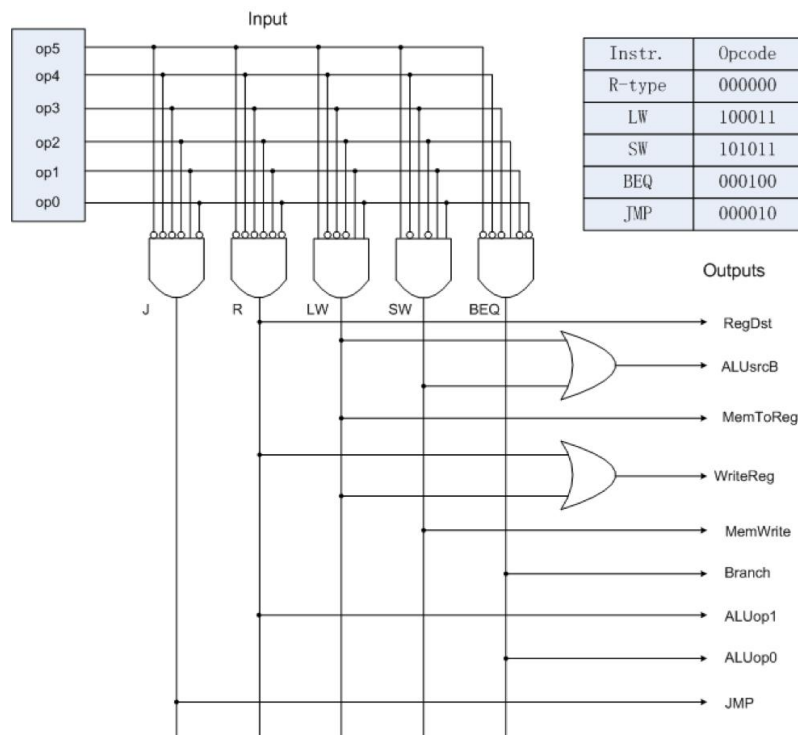 Input
op5
op4
op3
op2
op1
op0
Instr. Opcode
R-type 000000
LW 100011
SW 101011
BEQ 000100
JMP 000010
Outputs
J R LW SW BEQ
RegDst
ALUsrcB
MemToReg
WriteReg
MemWrite
Branch
ALUop1
ALUop0
JMP